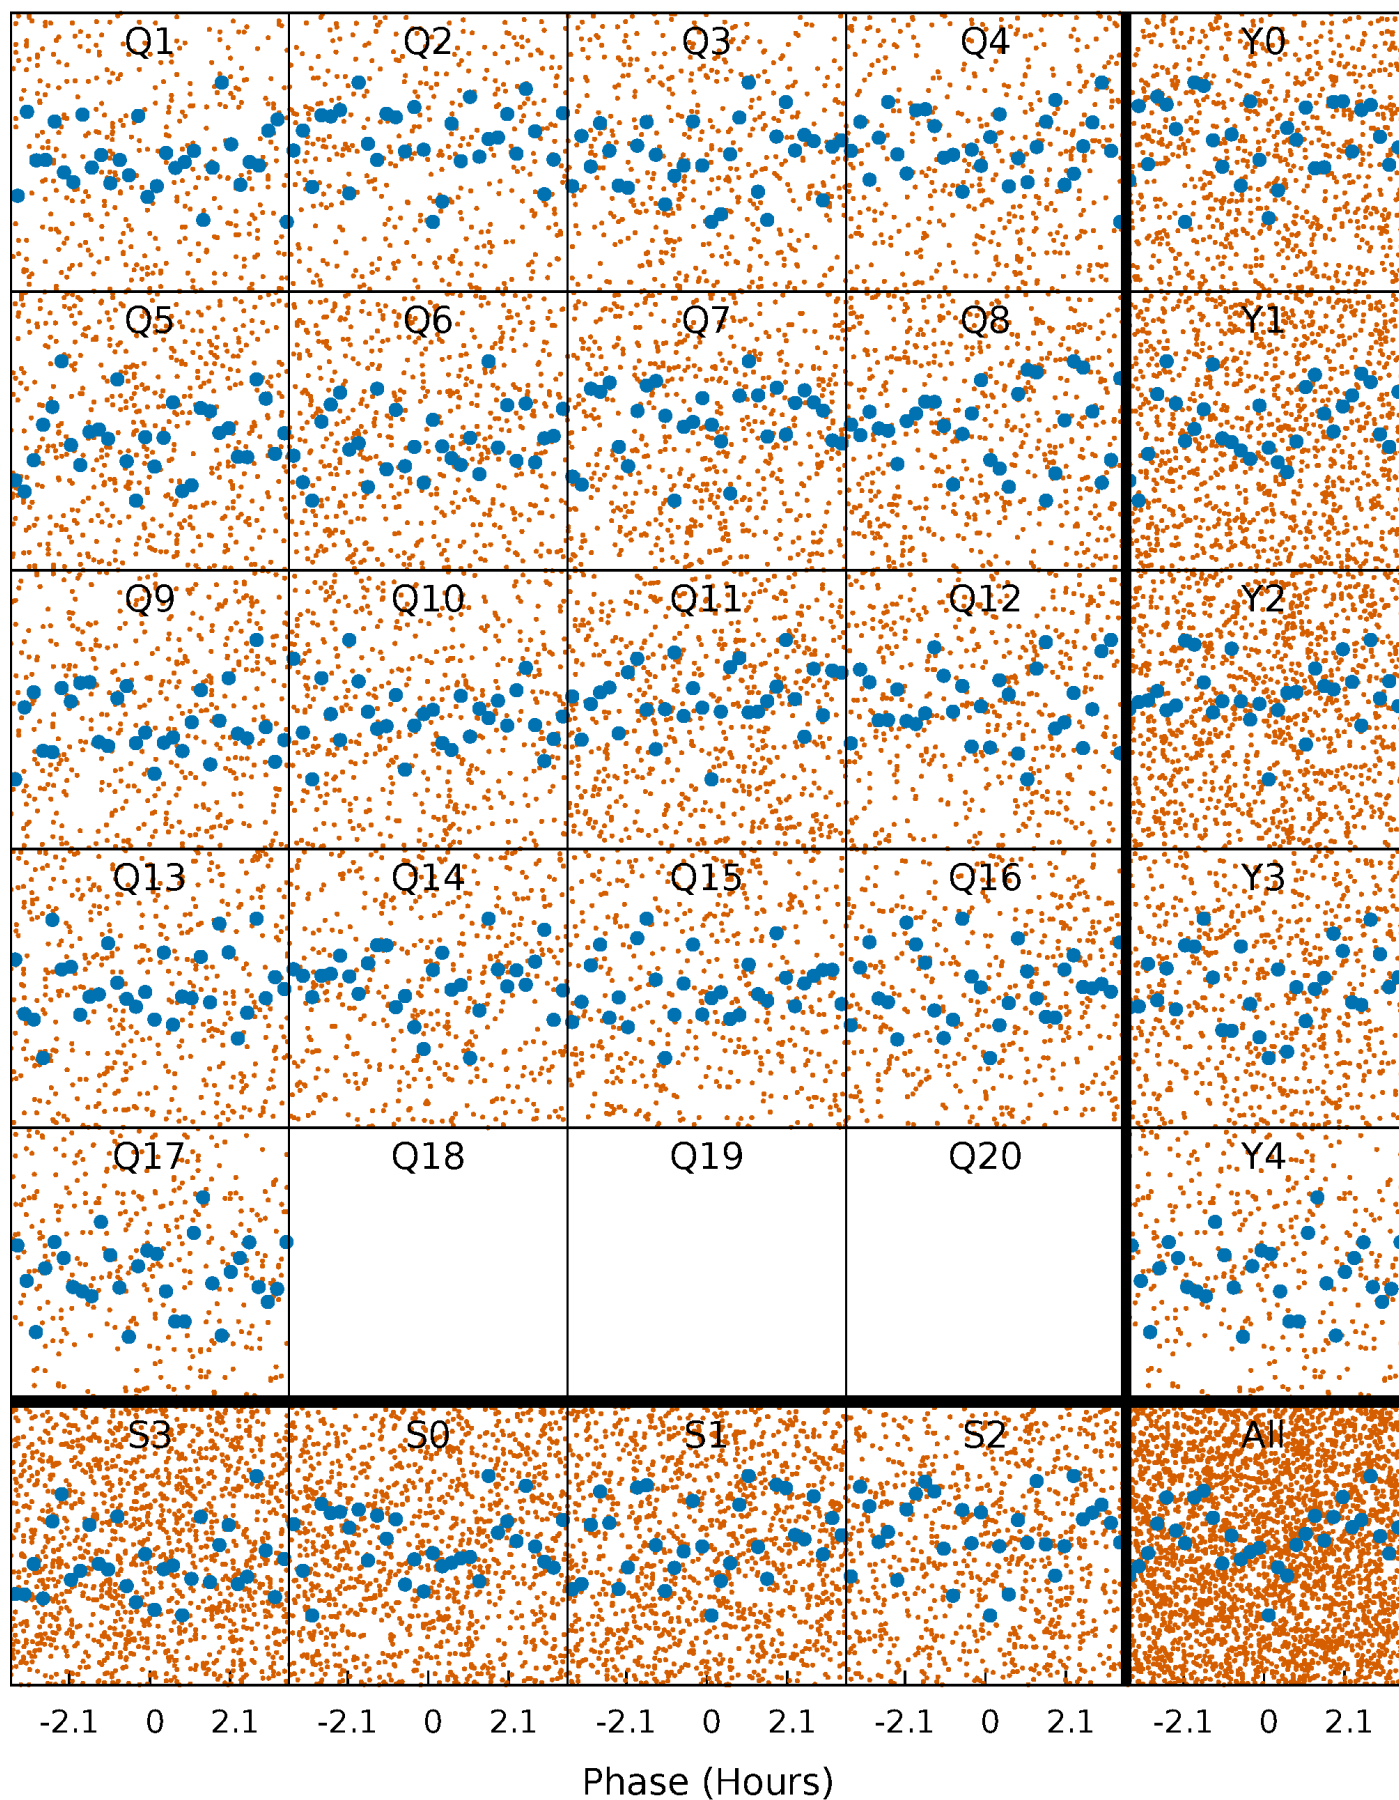 Q1 Q2 Q3 Q4 Y0
Q5 Q6 Q7 Q8 Y1
Q9 Q10 Q11 Q12 Y2
Q13 Q14 Q15 Q16 Y3
Q17 Q18 Q19 Q20 Y4
S3 S0 S1 S2 All
-2.1 0 2.1 -2.1 0 2.1 -2.1 0 2.1 -2.1 0 2.1 -2.1 0 2.1
Phase (Hours)